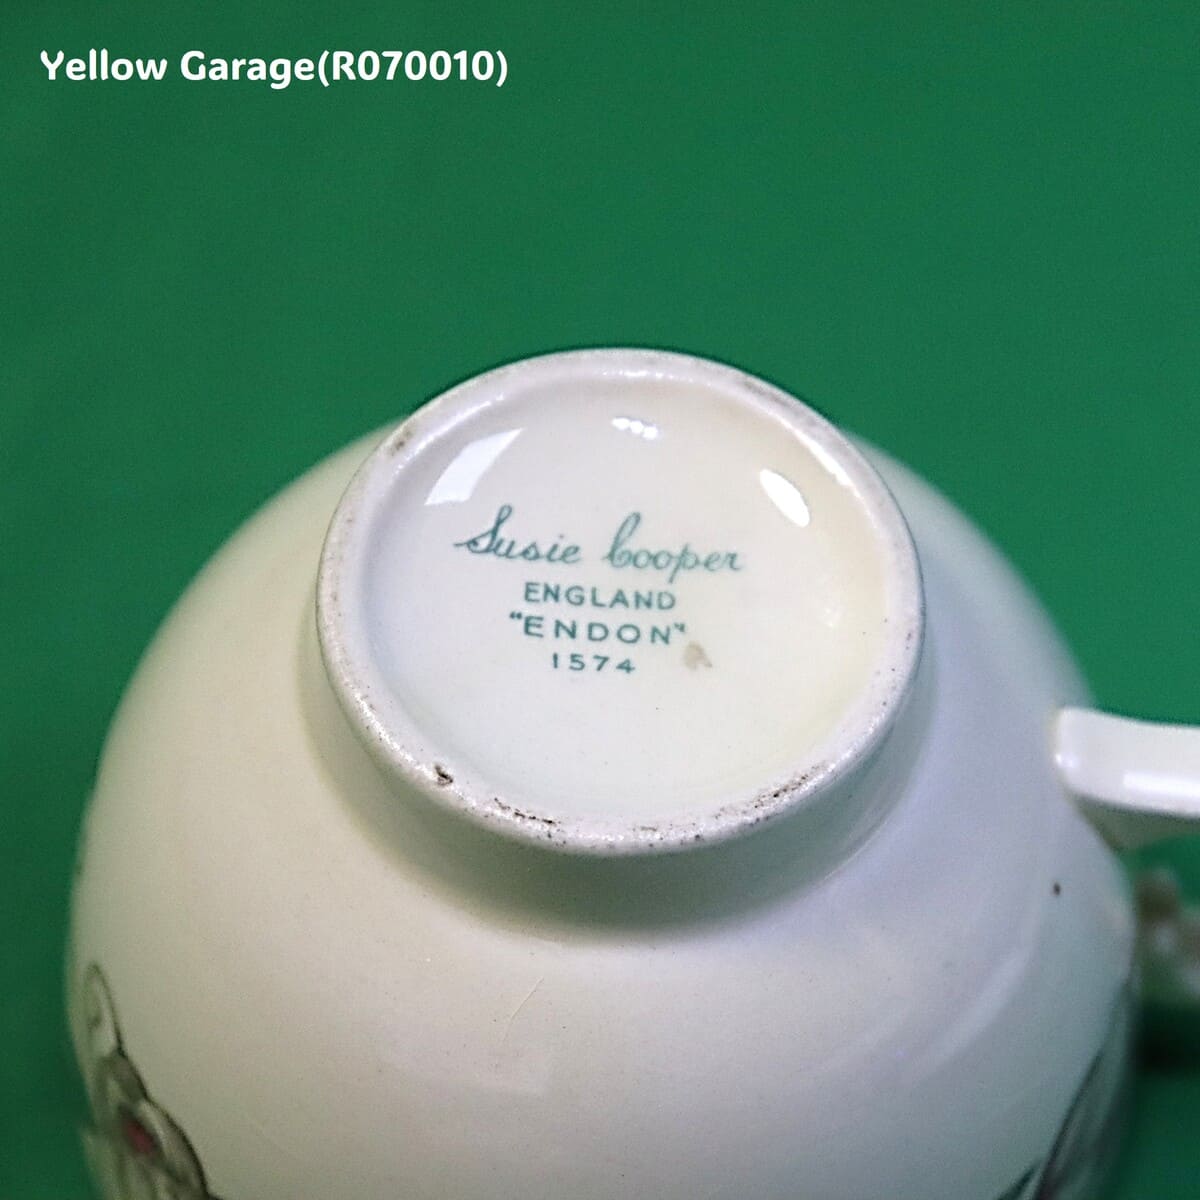 Yellow Garage(R070010)
Susie Cooper
ENGLAND
"ENDON"
1574